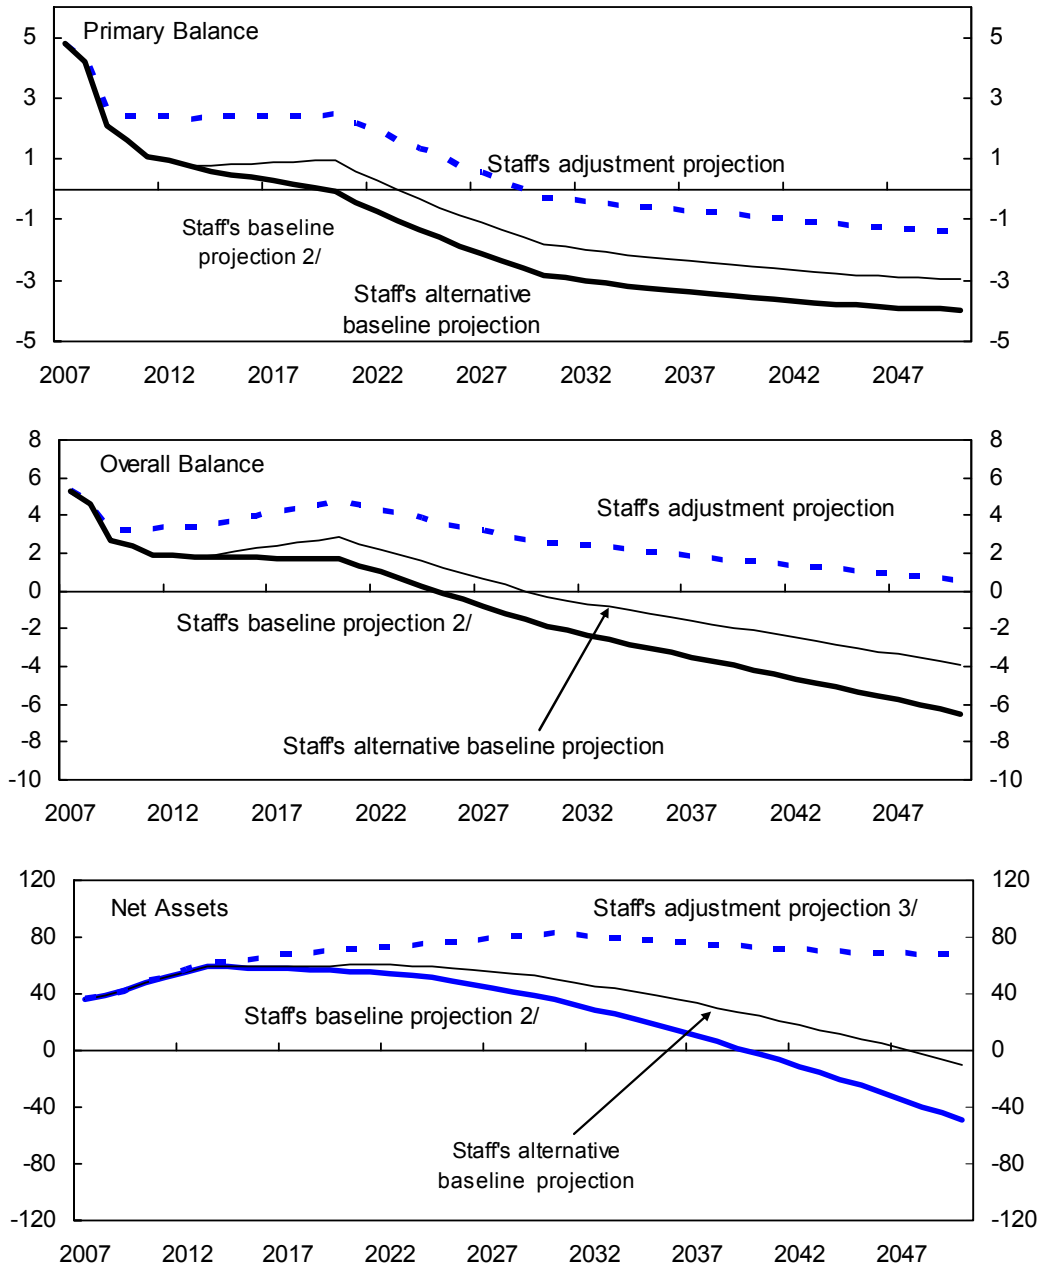 Primary Balance
5 5
3 3
1 1
-1 -1
-3 -3
-5 -5
Staff's adjustment projection
Staff's baseline
projection 2/
Staff's alternative
baseline projection
2007 2012 2017 2022 2027 2032 2037 2042 2047
Overall Balance
8 8
6 6
4 4
2 2
0 0
-2 -2
-4 -4
-6 -6
-8 -8
-10 -10
Staff's adjustment projection
Staff's baseline projection 2/
Staff's alternative baseline projection
2007 2012 2017 2022 2027 2032 2037 2042 2047
Net Assets
120 120
80 80
40 40
0 0
-40 -40
-80 -80
-120 -120
Staff's adjustment projection 3/
Staff's baseline projection 2/
Staff's alternative
baseline projection
2007 2012 2017 2022 2027 2032 2037 2042 2047